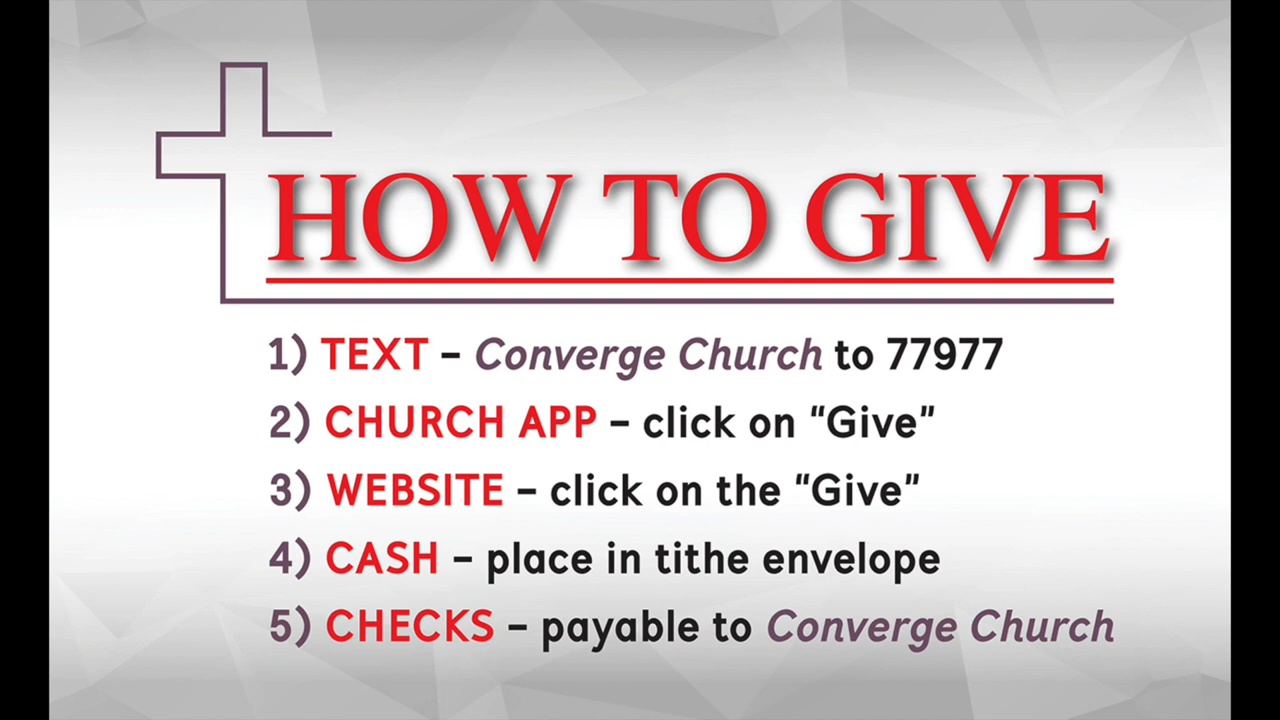 HOW TO GIVE
1) TEXT – Converge Church to 77977
2) CHURCH APP – click on "Give"
3) WEBSITE – click on the "Give"
4) CASH – place in tithe envelope
5) CHECKS – payable to Converge Church